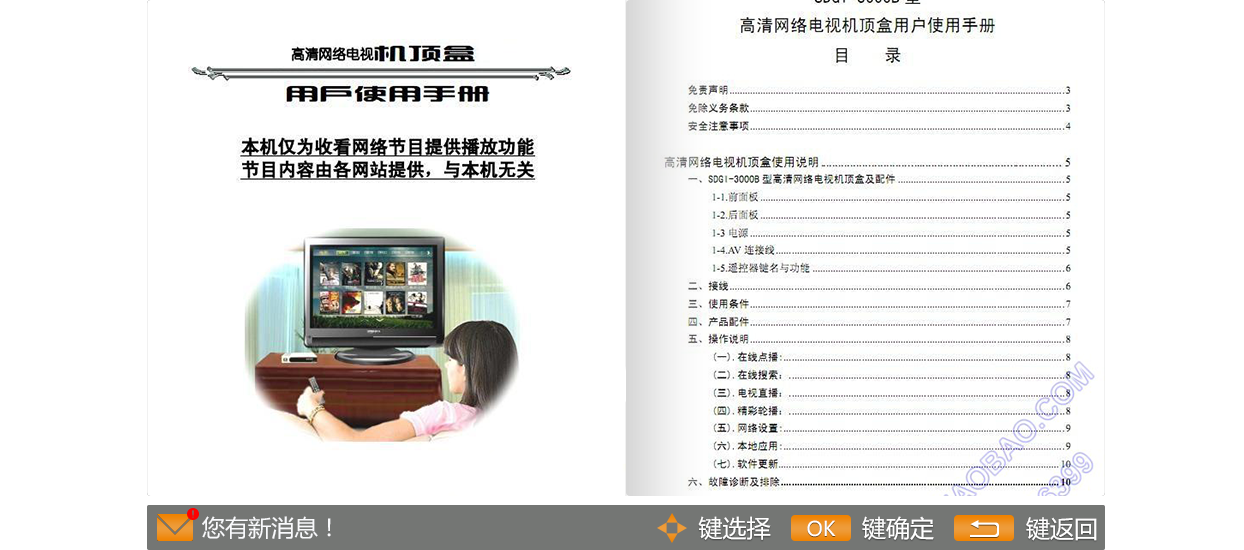 高清网络电视机顶盒
用户使用手册
本机仅为收看网络节目提供播放功能
节目内容由各网站提供，与本机无关
SDGI-3000B 型
高清网络电视机顶盒用户使用手册
目 录
免责声明 3
免除义务条款 3
安全注意事项 4
高清网络电视机顶盒使用说明 5
一、SDGI-3000B 型高清网络电视机顶盒及配件 5
1-1.前面板 5
1-2.后面板 5
1-3 电源 5
1-4.AV 连接线 5
1-5.遥控器键名与功能 6
二、接线 6
三、使用条件 7
四、产品配件 7
五、操作说明 8
(一).在线点播: 8
(二).在线搜索: 8
(三).电视直播: 8
(四).精彩轮播: 8
(五).网络设置: 9
(六).本地应用: 9
(七).软件更新 10
六、故障诊断及排除 10
AOBAO.COM
6399
您有新消息！ 键选择 OK 键确定 键返回